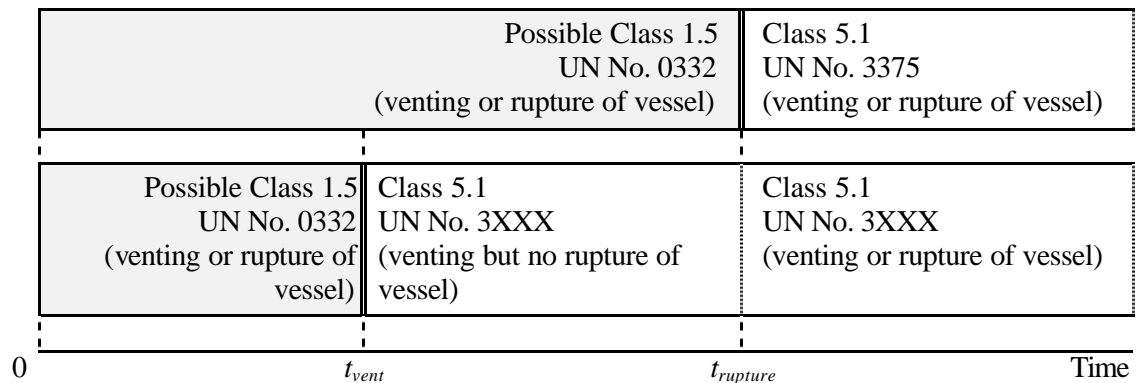 Possible Class 1.5
UN No. 0332
(venting or rupture of vessel)
Class 5.1
UN No. 3375
(venting or rupture of vessel)
Possible Class 1.5
UN No. 0332
(venting or rupture of
vessel)
Class 5.1
UN No. 3XXX
(venting but no rupture of
vessel)
Class 5.1
UN No. 3XXX
(venting or rupture of vessel)
0 t_vent t_rupture Time